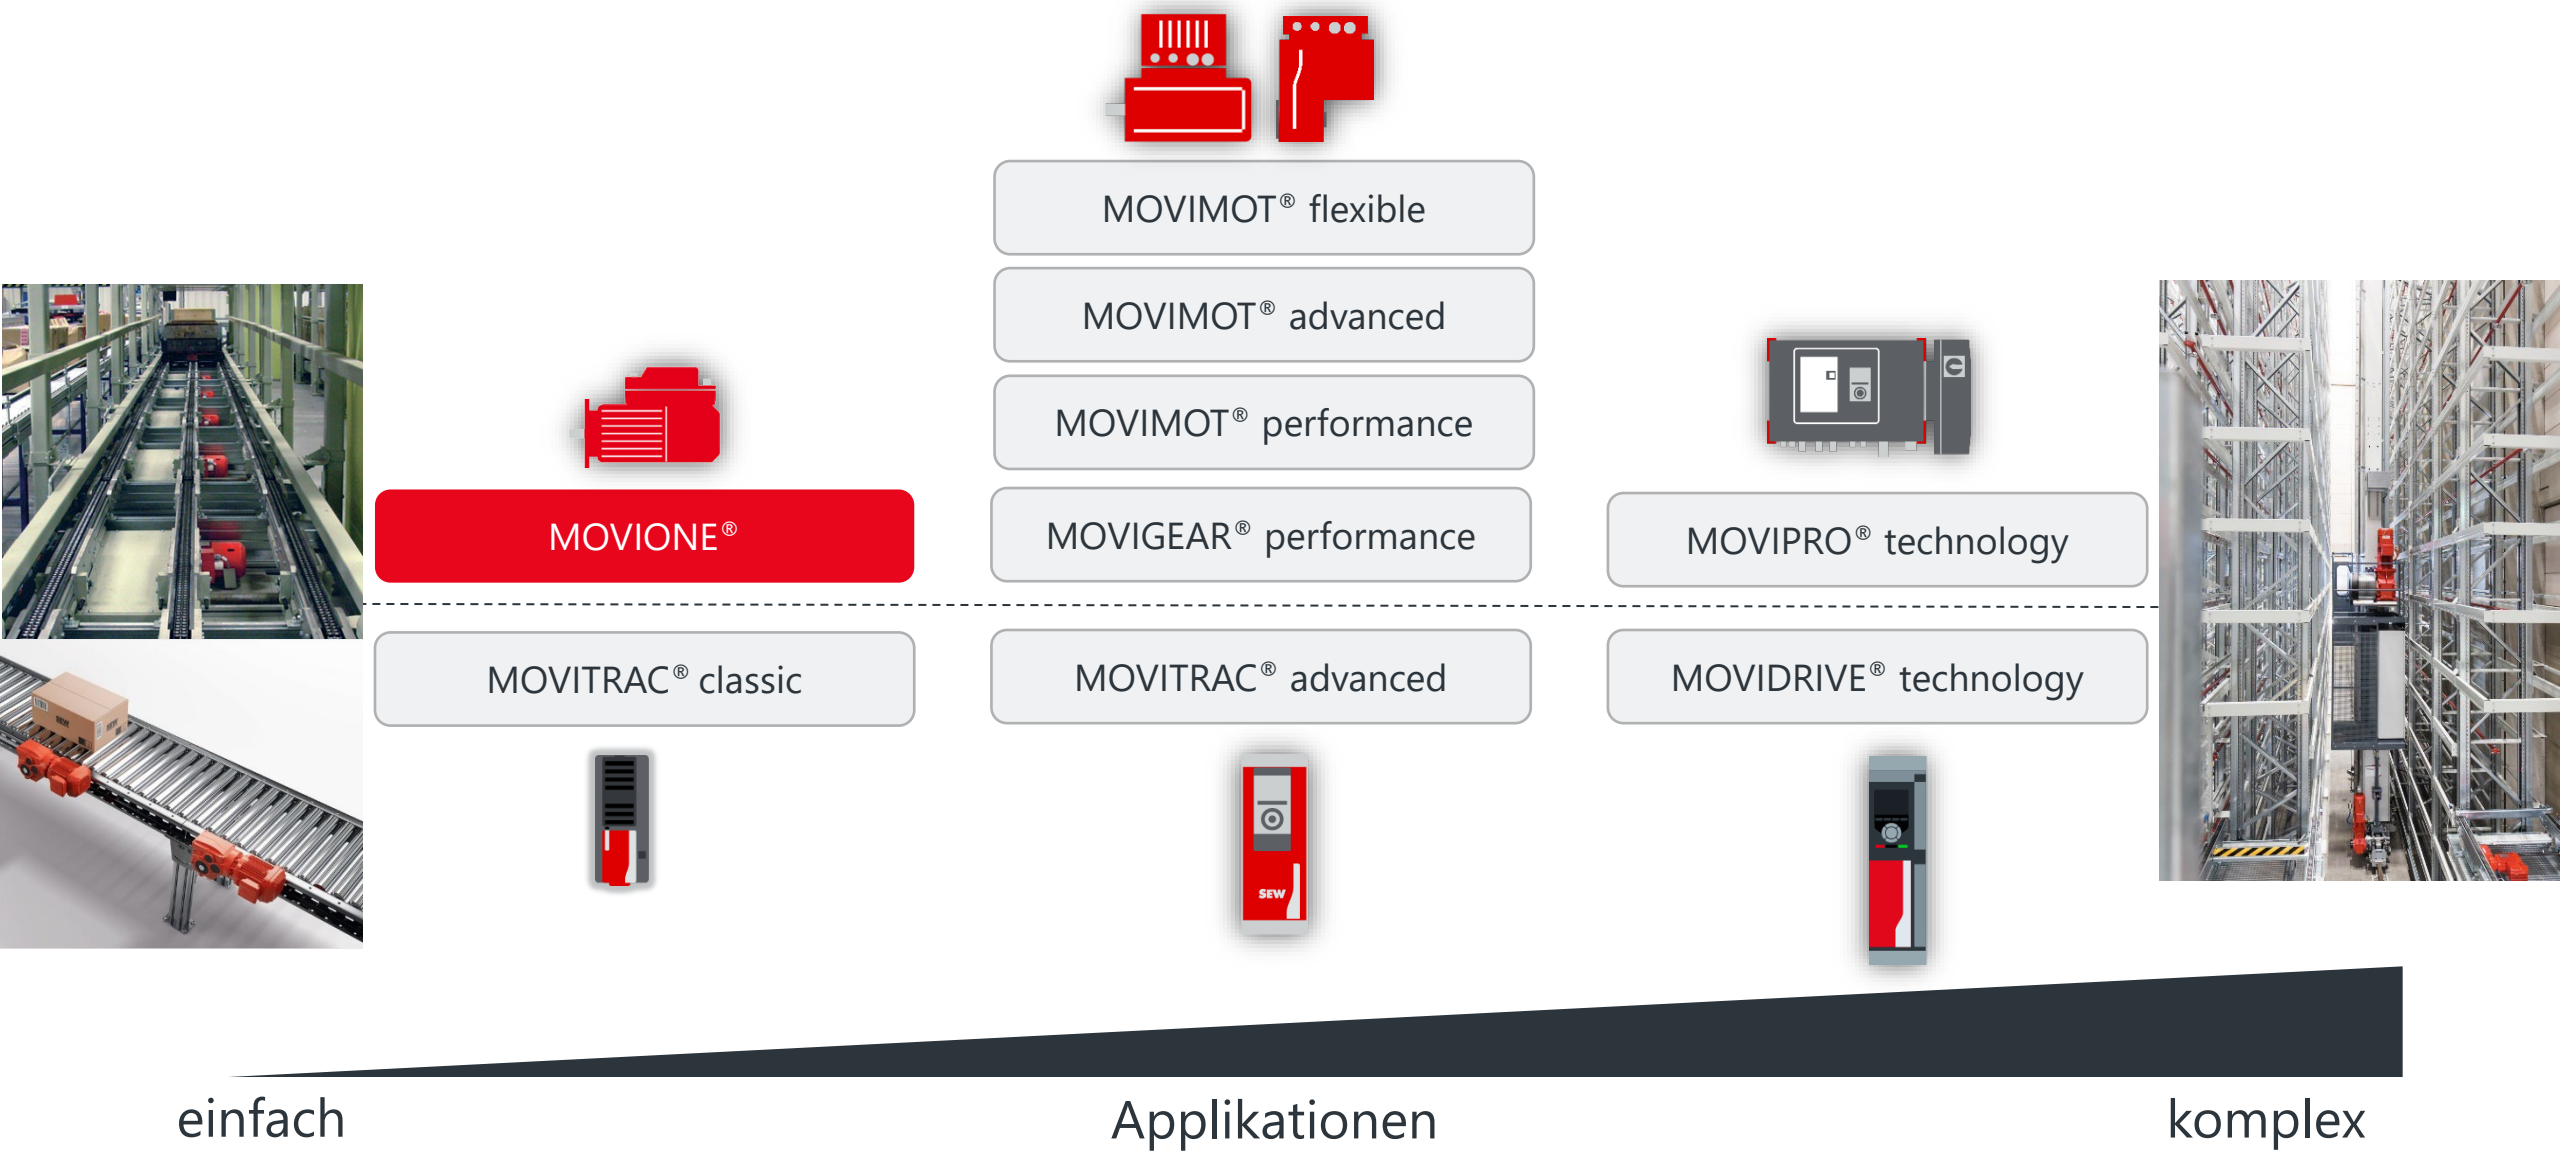 MOVIMOT® flexible
MOVIMOT® advanced
MOVIMOT® performance
MOVIONE®
MOVIGEAR® performance
MOVIPRO® technology
MOVITRAC® classic
MOVITRAC® advanced
MOVIDRIVE® technology
SEW
SEW
einfach
Applikationen
komplex